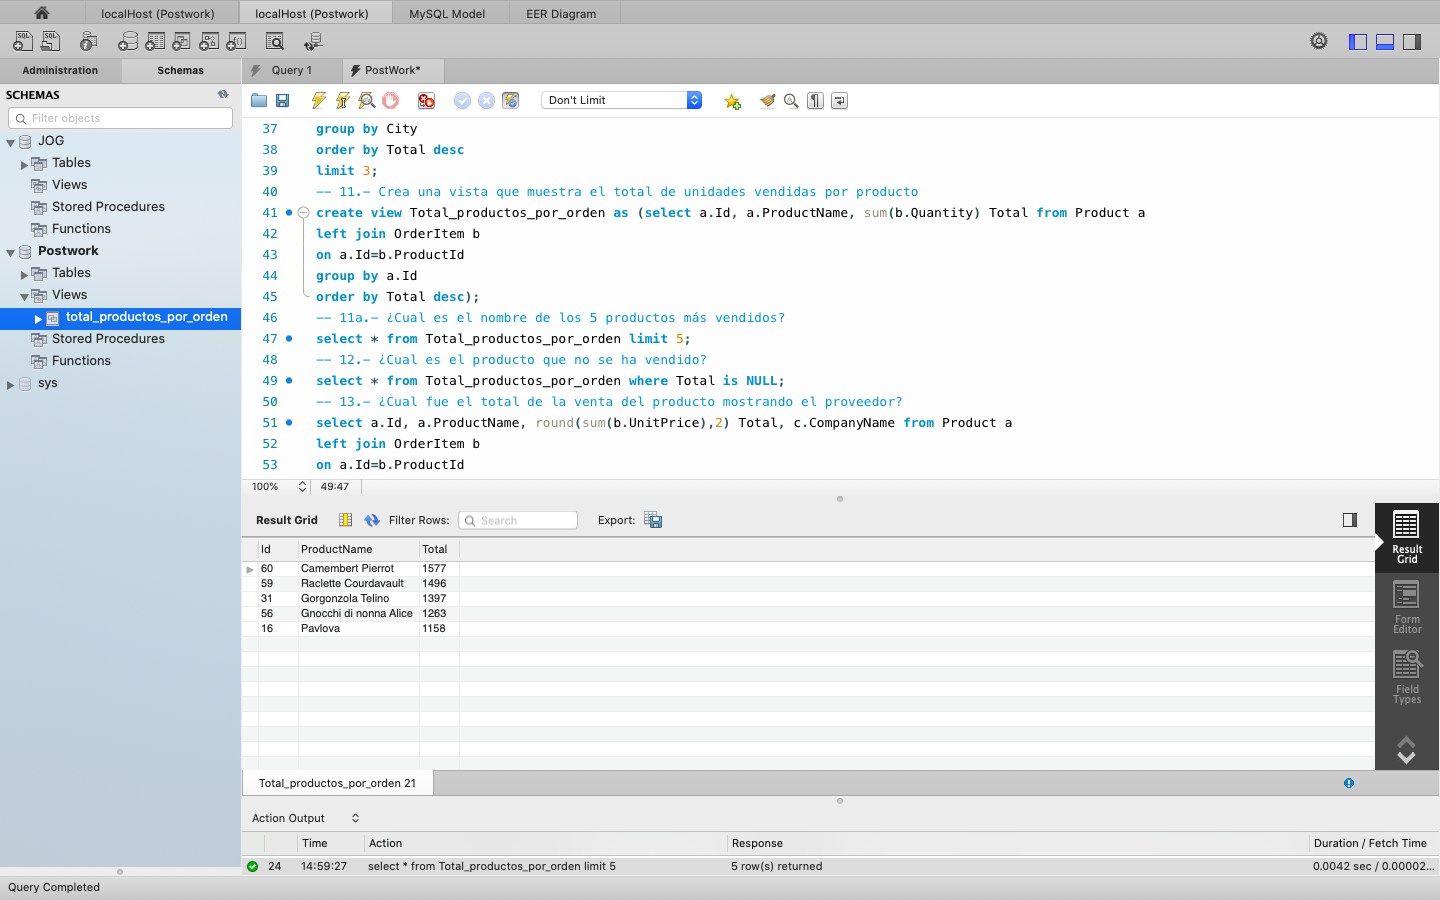 localHost (Postwork)
localHost (Postwork)
MySQL Model
EER Diagram
Administration
Schemas
Query 1
PostWork*
SCHEMAS
Filter objects
JOG
Tables
Views
Stored Procedures
Functions
Postwork
Tables
Views
total_productos_por_orden
Stored Procedures
Functions
sys
Don't Limit
37 group by City
38 order by Total desc
39 limit 3;
40 -- 11.- Crea una vista que muestra el total de unidades vendidas por producto
41 create view Total_productos_por_orden as (select a.Id, a.ProductName, sum(b.Quantity) Total from Product a
42 left join OrderItem b
43 on a.Id=b.ProductId
44 group by a.Id
45 order by Total desc);
46 -- 11a.- ¿Cual es el nombre de los 5 productos más vendidos?
47 select * from Total_productos_por_orden limit 5;
48 -- 12.- ¿Cual es el producto que no se ha vendido?
49 select * from Total_productos_por_orden where Total is NULL;
50 -- 13.- ¿Cual fue el total de la venta del producto mostrando el proveedor?
51 select a.Id, a.ProductName, round(sum(b.UnitPrice),2) Total, c.CompanyName from Product a
52 left join OrderItem b
53 on a.Id=b.ProductId
100% 49:47
Result Grid Filter Rows: Search Export:
Id ProductName Total
60 Camembert Pierrot 1577
59 Raclette Courdavault 1496
31 Gorgonzola Telino 1397
56 Gnocchi di nonna Alice 1263
16 Pavlova 1158
Result
Grid
Form
Editor
Field
Types
Total_productos_por_orden 21
Action Output
Time Action Response Duration / Fetch Time
24 14:59:27 select * from Total_productos_por_orden limit 5 5 row(s) returned 0.0042 sec / 0.00002...
Query Completed